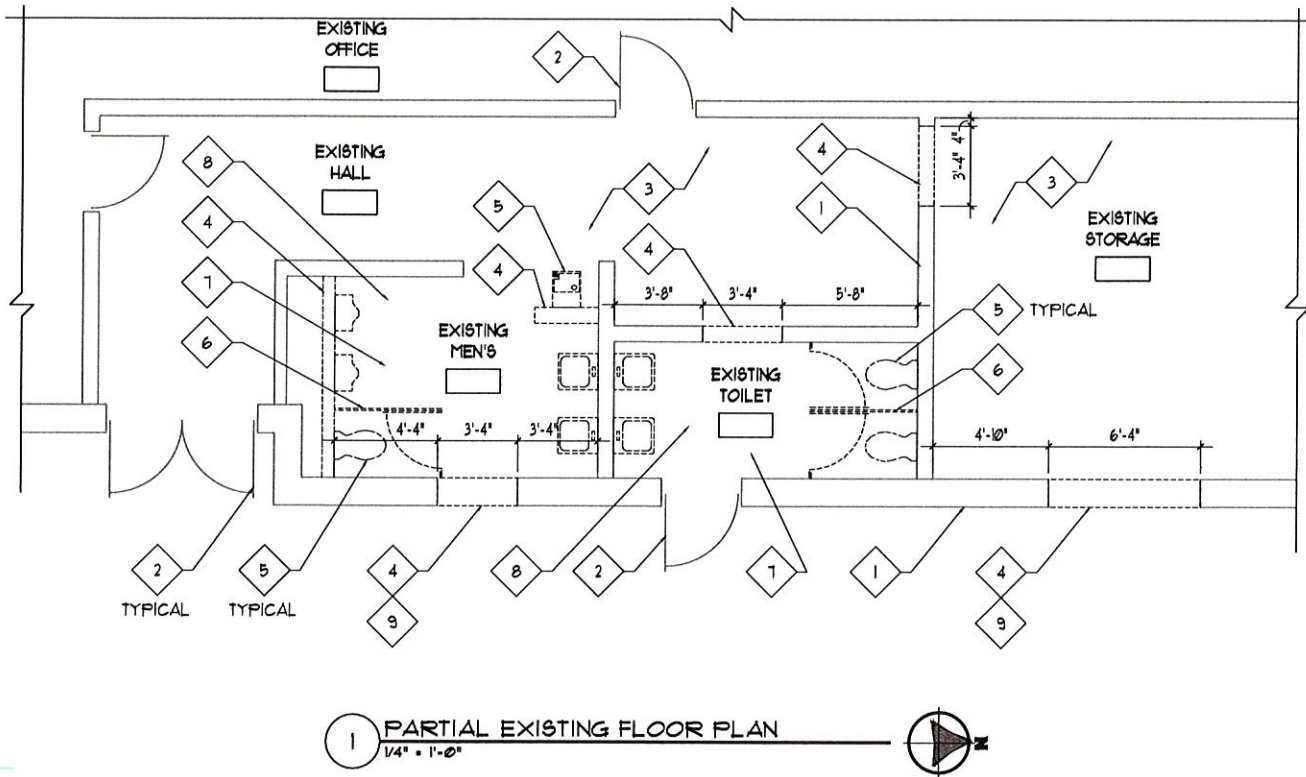 EXISTING
OFFICE
2
EXISTING
HALL
8
4
5
3
4
3'-4" 4"
3
1
EXISTING
STORAGE
4
4
7
3'-8" 3'-4" 5'-8"
5 TYPICAL
6
EXISTING
MEN'S
EXISTING
TOILET
6
4'-4" 3'-4" 3'-4"
4'-10" 6'-4"
2
TYPICAL
5
TYPICAL
4
9
8
2
7
1
4
9
1 PARTIAL EXISTING FLOOR PLAN
1/4" = 1'-0"
N